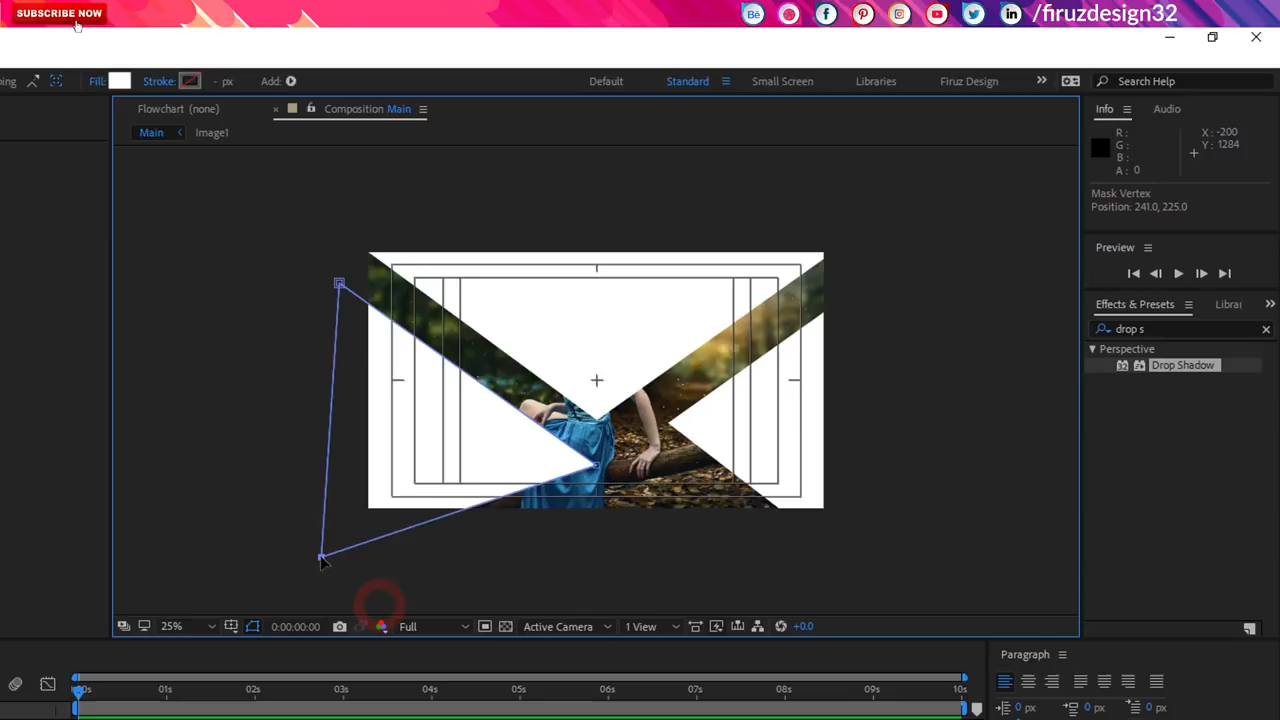 SUBSCRIBE NOW
/firuzdesign32
ping
Fill:
Stroke:
- px
Add:
Default
Standard
Small Screen
Libraries
Firuz Design
Search Help
Flowchart (none)
Composition Main
Info
Audio
Main
Image1
R:
G:
B:
A: 0
X: -200
Y: 1284
Mask Vertex
Position: 241.0, 225.0
Preview
Effects & Presets
Librai
drop s
Perspective
32
Drop Shadow
25%
0:00:00:00
Full
Active Camera
1 View
+0.0
Paragraph
01s
02s
03s
04s
05s
06s
07s
08s
09s
10s
0 px
0 px
0 px